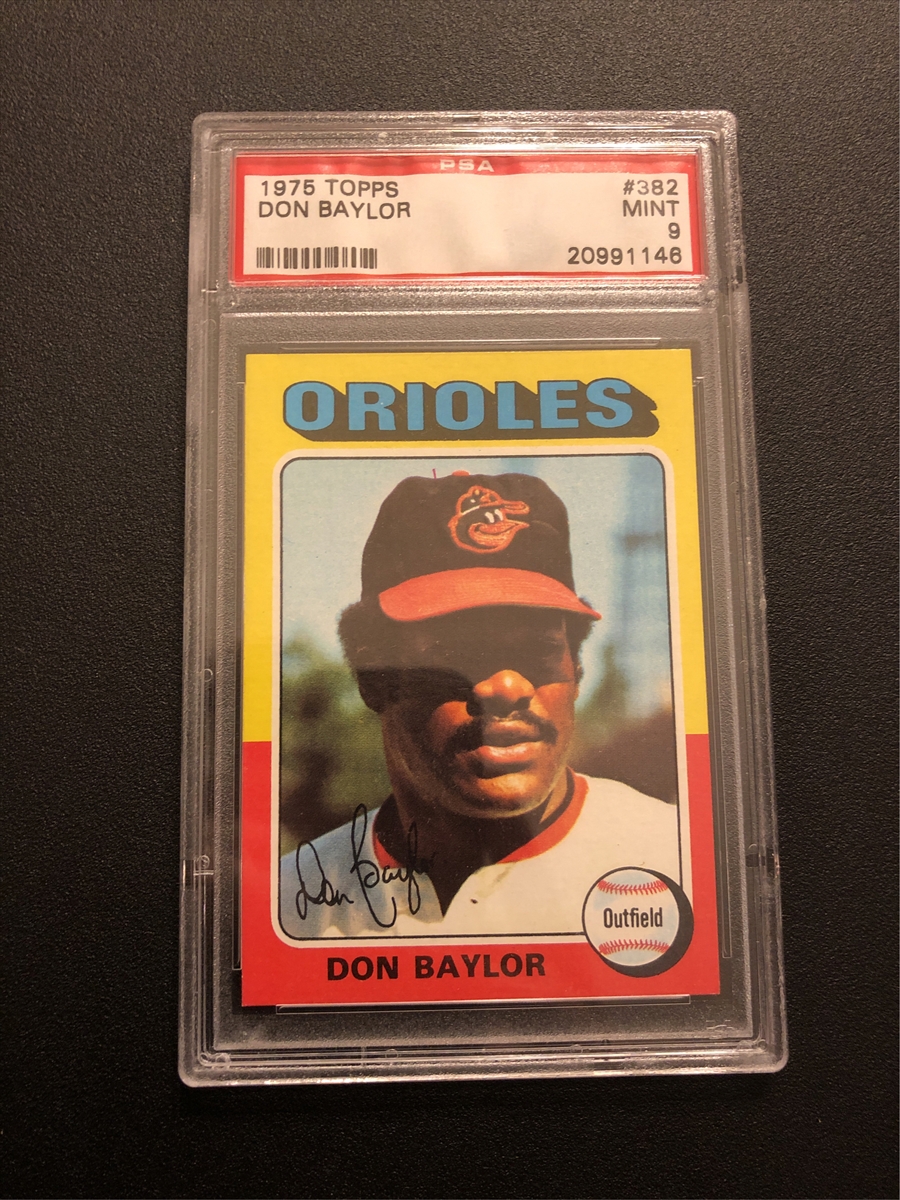 PSA
1975 TOPPS #382
DON BAYLOR MINT
9
20991146
ORIOLES
Don Baylor
Outfield
DON BAYLOR